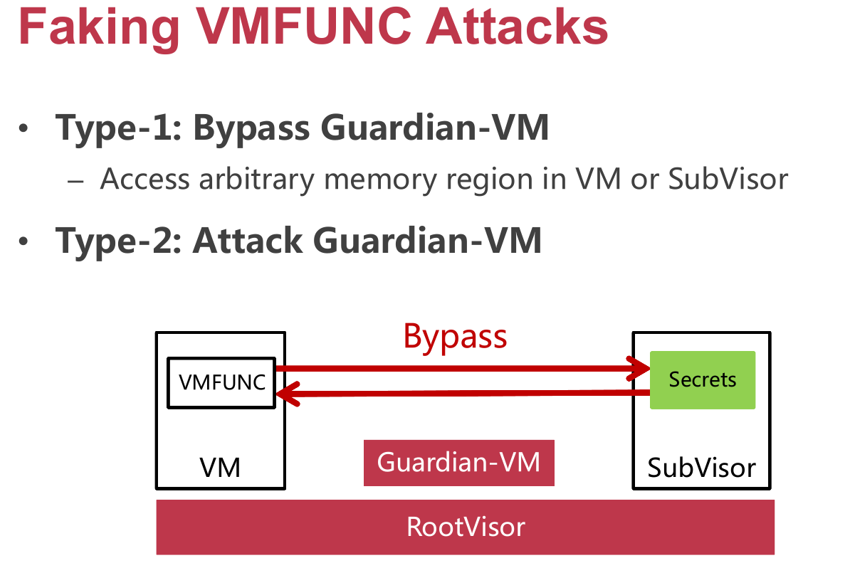 Faking VMFUNC Attacks
• Type-1: Bypass Guardian-VM
– Access arbitrary memory region in VM or SubVisor
• Type-2: Attack Guardian-VM
Bypass
VMFUNC
Secrets
VM
Guardian-VM
SubVisor
RootVisor